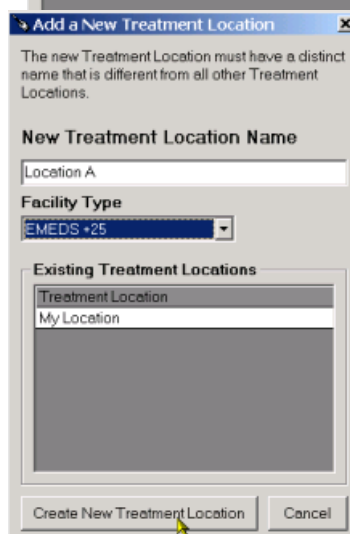 Add a New Treatment Location
The new Treatment Location must have a distinct
name that is different from all other Treatment
Locations.
New Treatment Location Name
Location A
Facility Type
EMEDS +25
Existing Treatment Locations
Treatment Location
My Location
Create New Treatment Location
Cancel